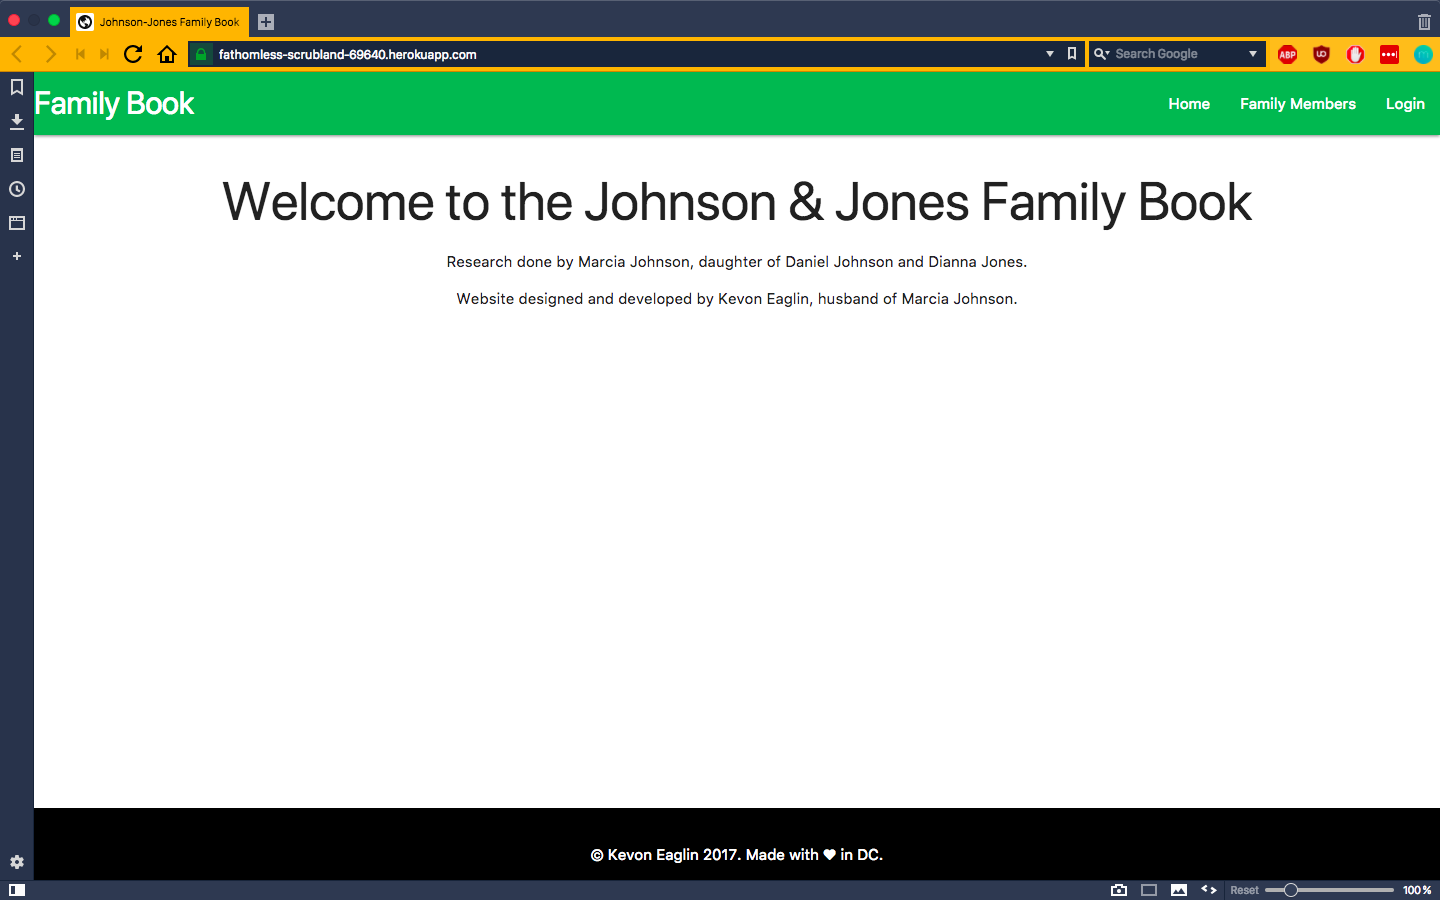 Johnson-Jones Family Book
fathomless-scrubland-69640.herokuapp.com
Search Google
ABP
UD
Family Book
Home
Family Members
Login
Welcome to the Johnson & Jones Family Book
Research done by Marcia Johnson, daughter of Daniel Johnson and Dianna Jones.
Website designed and developed by Kevon Eaglin, husband of Marcia Johnson.
© Kevon Eaglin 2017. Made with ♥ in DC.
Reset
100%